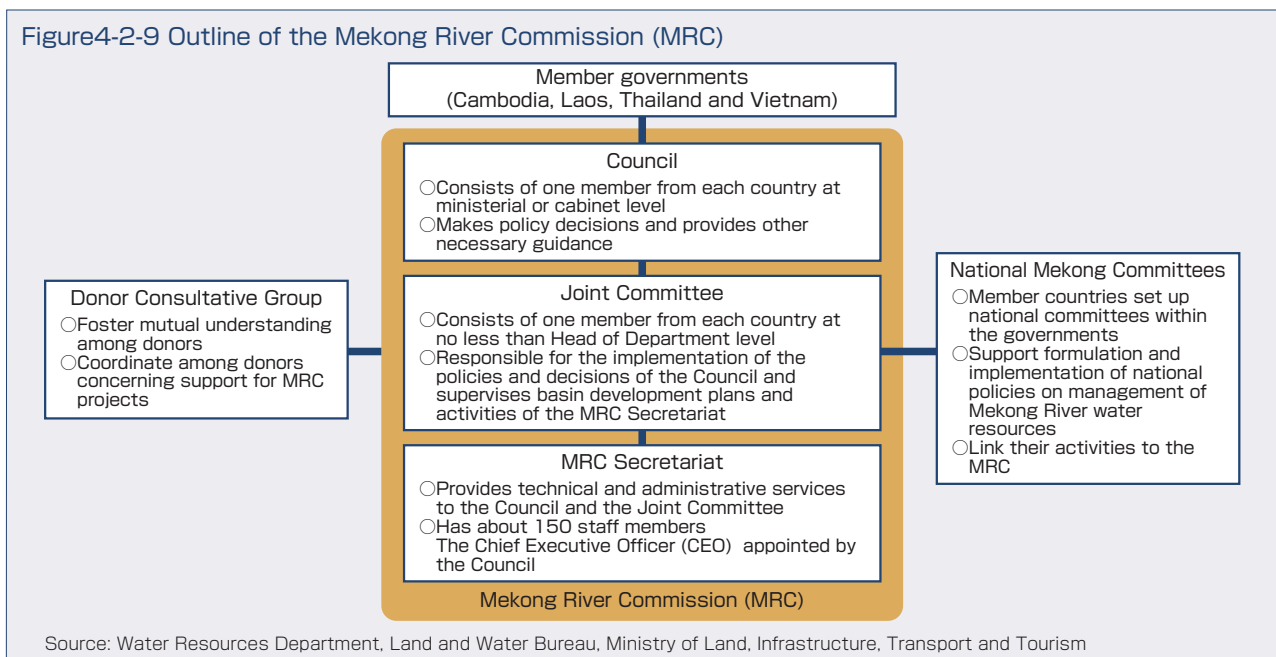 Figure4-2-9 Outline of the Mekong River Commission (MRC)
Member governments
(Cambodia, Laos, Thailand and Vietnam)
Council
○Consists of one member from each country at
ministerial or cabinet level
○Makes policy decisions and provides other
necessary guidance
Donor Consultative Group
○Foster mutual understanding
among donors
○Coordinate among donors
concerning support for MRC
projects
Joint Committee
○Consists of one member from each country at
no less than Head of Department level
○Responsible for the implementation of the
policies and decisions of the Council and
supervises basin development plans and
activities of the MRC Secretariat
National Mekong Committees
○Member countries set up
national committees within
the governments
○Support formulation and
implementation of national
policies on management of
Mekong River water
resources
○Link their activities to the
MRC
MRC Secretariat
○Provides technical and administrative services
to the Council and the Joint Committee
○Has about 150 staff members
The Chief Executive Officer (CEO) appointed by
the Council
Mekong River Commission (MRC)
Source: Water Resources Department, Land and Water Bureau, Ministry of Land, Infrastructure, Transport and Tourism